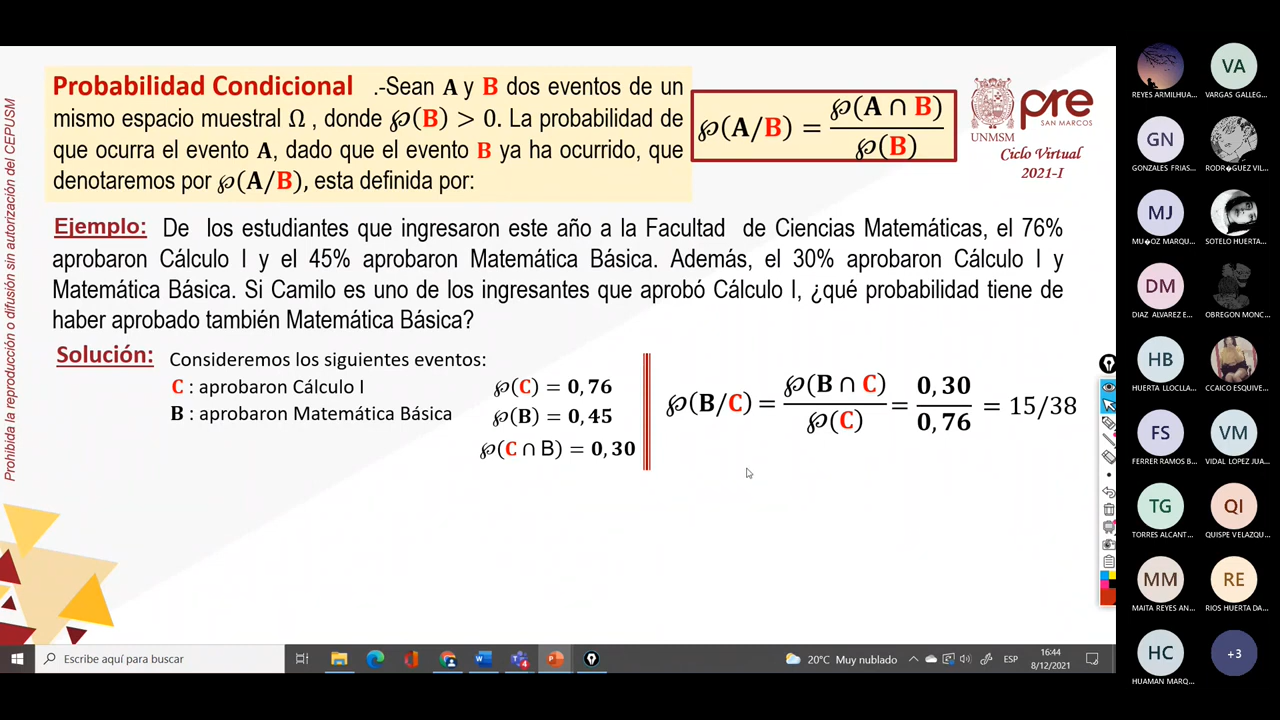 Probabilidad Condicional .-Sean A y B dos eventos de un
mismo espacio muestral Ω , donde ℘(B) > 0. La probabilidad de
que ocurra el evento A, dado que el evento B ya ha ocurrido, que
denotaremos por ℘(A/B), esta definida por:
℘(A/B) = ℘(A ∩ B) / ℘(B)
UNMSM
pre
SAN MARCOS
Ciclo Virtual
2021-I
Prohibida la reproducción o difusión sin autorización del CEPUSM
Ejemplo: De los estudiantes que ingresaron este año a la Facultad de Ciencias Matemáticas, el 76%
aprobaron Cálculo I y el 45% aprobaron Matemática Básica. Además, el 30% aprobaron Cálculo I y
Matemática Básica. Si Camilo es uno de los ingresantes que aprobó Cálculo I, ¿qué probabilidad tiene de
haber aprobado también Matemática Básica?
Solución: Consideremos los siguientes eventos:
C : aprobaron Cálculo I
B : aprobaron Matemática Básica
℘(C) = 0,76
℘(B) = 0,45
℘(C ∩ B) = 0,30
℘(B/C) = ℘(B ∩ C) / ℘(C) = 0,30 / 0,76 = 15/38
REYES ARMILHUA...
VA
VARGAS GALLEG...
GN
GONZALES FRIAS...
RODR�GUEZ VIL...
MJ
MU�OZ MARQU...
SOTELO HUERTA...
DM
DIAZ ALVAREZ E...
OBREGON MONC...
HB
HUERTA LLOCLLA...
CCAICO ESQUIVE...
FS
FERRER RAMOS B...
VM
VIDAL LOPEZ JUA...
TG
TORRES ALCANT...
QI
QUISPE VELAZQU...
MM
MAITA REYES AN...
RE
RIOS HUERTA DA...
HC
HUAMAN MARQ...
+3
Escribe aquí para buscar
20°C Muy nublado
ESP
16:44
8/12/2021